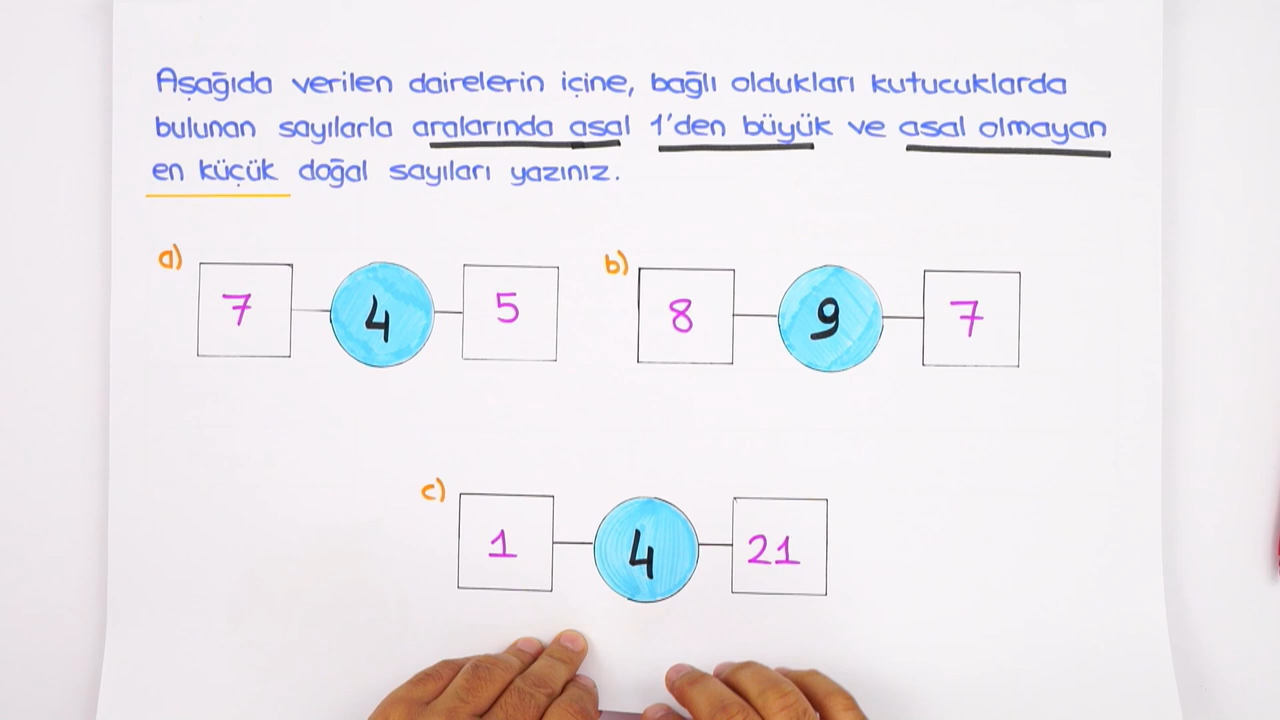 Aşağıda verilen dairelerin içine, bağlı oldukları kutucuklarda
bulunan sayılarla aralarında asal 1'den büyük ve asal olmayan
en küçük doğal sayıları yazınız.
a) 7 4 5
b) 8 9 7
c) 1 4 21